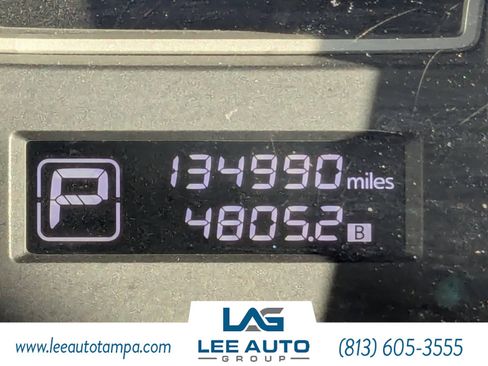 P
134990 miles
4805.2 B
LAG
www.leeautotampa.com
LEE AUTO
GROUP
(813) 605-3555